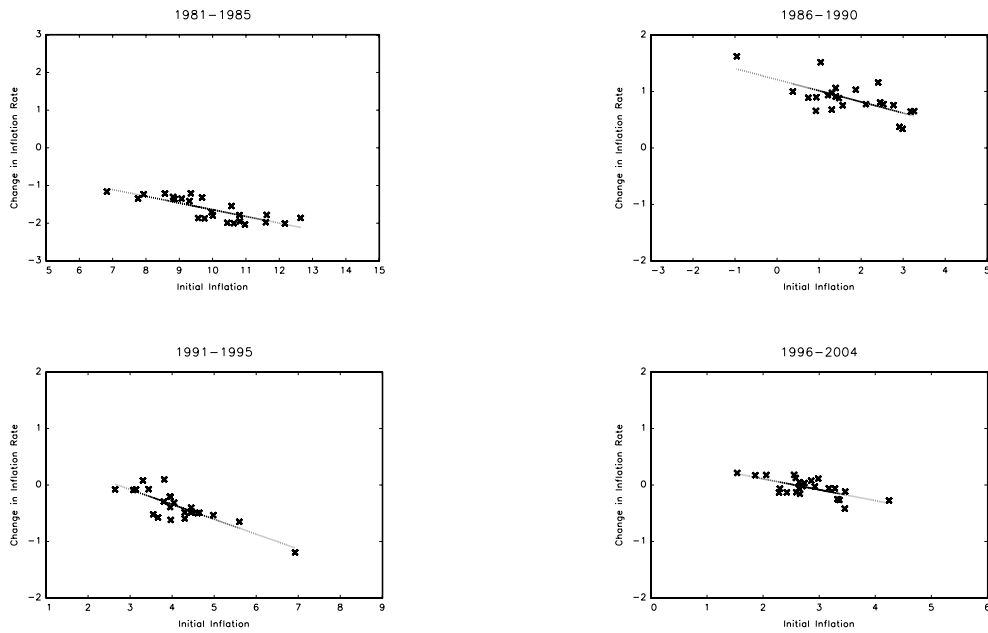 1981−1985
Change in Inflation Rate
3
2
1
0
−1
−2
−3
5 6 7 8 9 10 11 12 13 14 15
Initial Inflation
1986−1990
Change in Inflation Rate
2
1
0
−1
−2
−3 −2 −1 0 1 2 3 4 5
Initial Inflation
1991−1995
Change in Inflation Rate
2
1
0
−1
−2
1 2 3 4 5 6 7 8 9
Initial Inflation
1996−2004
Change in Inflation Rate
2
1
0
−1
−2
0 1 2 3 4 5 6
Initial Inflation